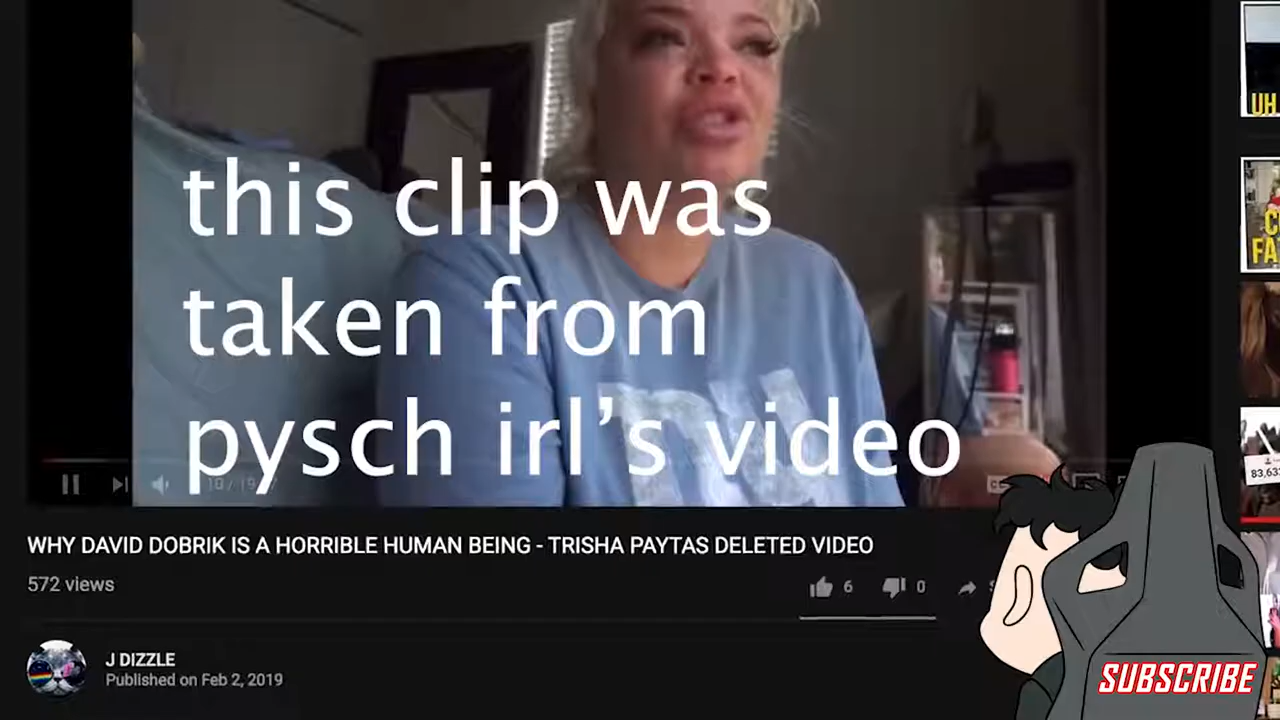 UH
this clip was
taken from
pysch irl's video
WHY DAVID DOBRIK IS A HORRIBLE HUMAN BEING - TRISHA PAYTAS DELETED VIDEO
572 views
6
0
J DIZZLE
Published on Feb 2, 2019
SUBSCRIBE